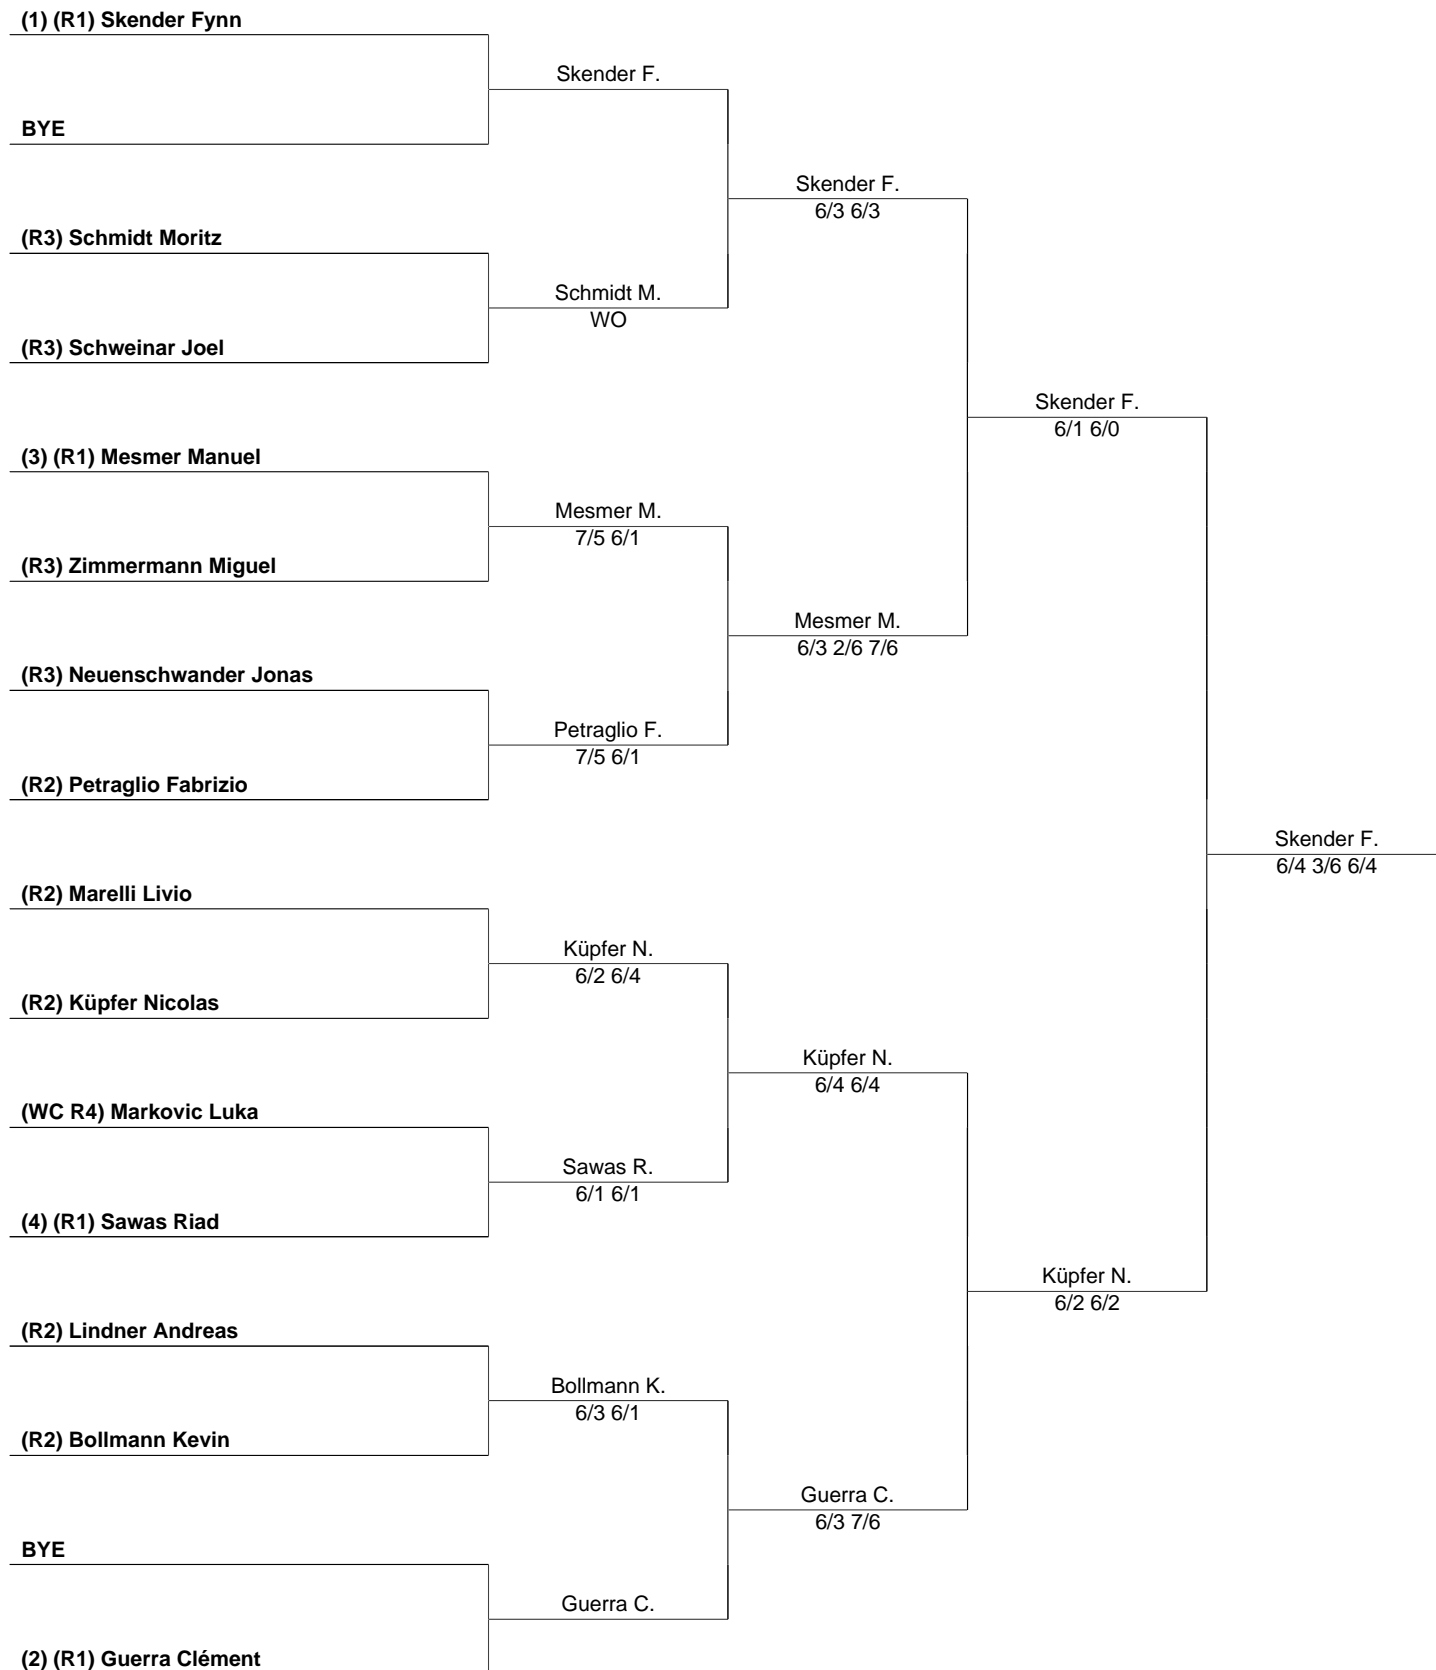 (1) (R1) Skender Fynn
Skender F.
BYE
Skender F.
6/3 6/3
(R3) Schmidt Moritz
Schmidt M.
WO
(R3) Schweinar Joel
Skender F.
6/1 6/0
(3) (R1) Mesmer Manuel
Mesmer M.
7/5 6/1
(R3) Zimmermann Miguel
Mesmer M.
6/3 2/6 7/6
(R3) Neuenschwander Jonas
Petraglio F.
7/5 6/1
(R2) Petraglio Fabrizio
Skender F.
6/4 3/6 6/4
(R2) Marelli Livio
Küpfer N.
6/2 6/4
(R2) Küpfer Nicolas
Küpfer N.
6/4 6/4
(WC R4) Markovic Luka
Sawas R.
6/1 6/1
(4) (R1) Sawas Riad
Küpfer N.
6/2 6/2
(R2) Lindner Andreas
Bollmann K.
6/3 6/1
(R2) Bollmann Kevin
Guerra C.
6/3 7/6
BYE
Guerra C.
(2) (R1) Guerra Clément